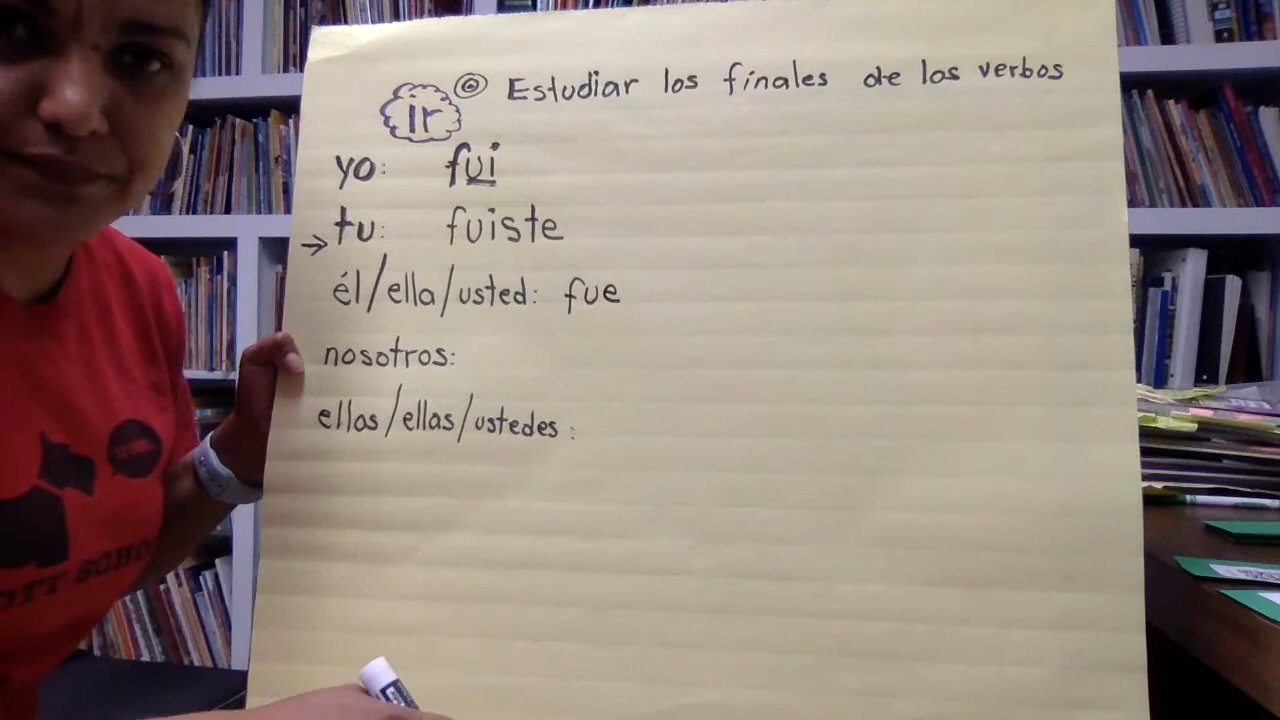 ◎ Estudiar los finales de los verbos
ir
yo: fui
→ tu: fuiste
él/ella/usted: fue
nosotros:
ellos/ellas/ustedes: